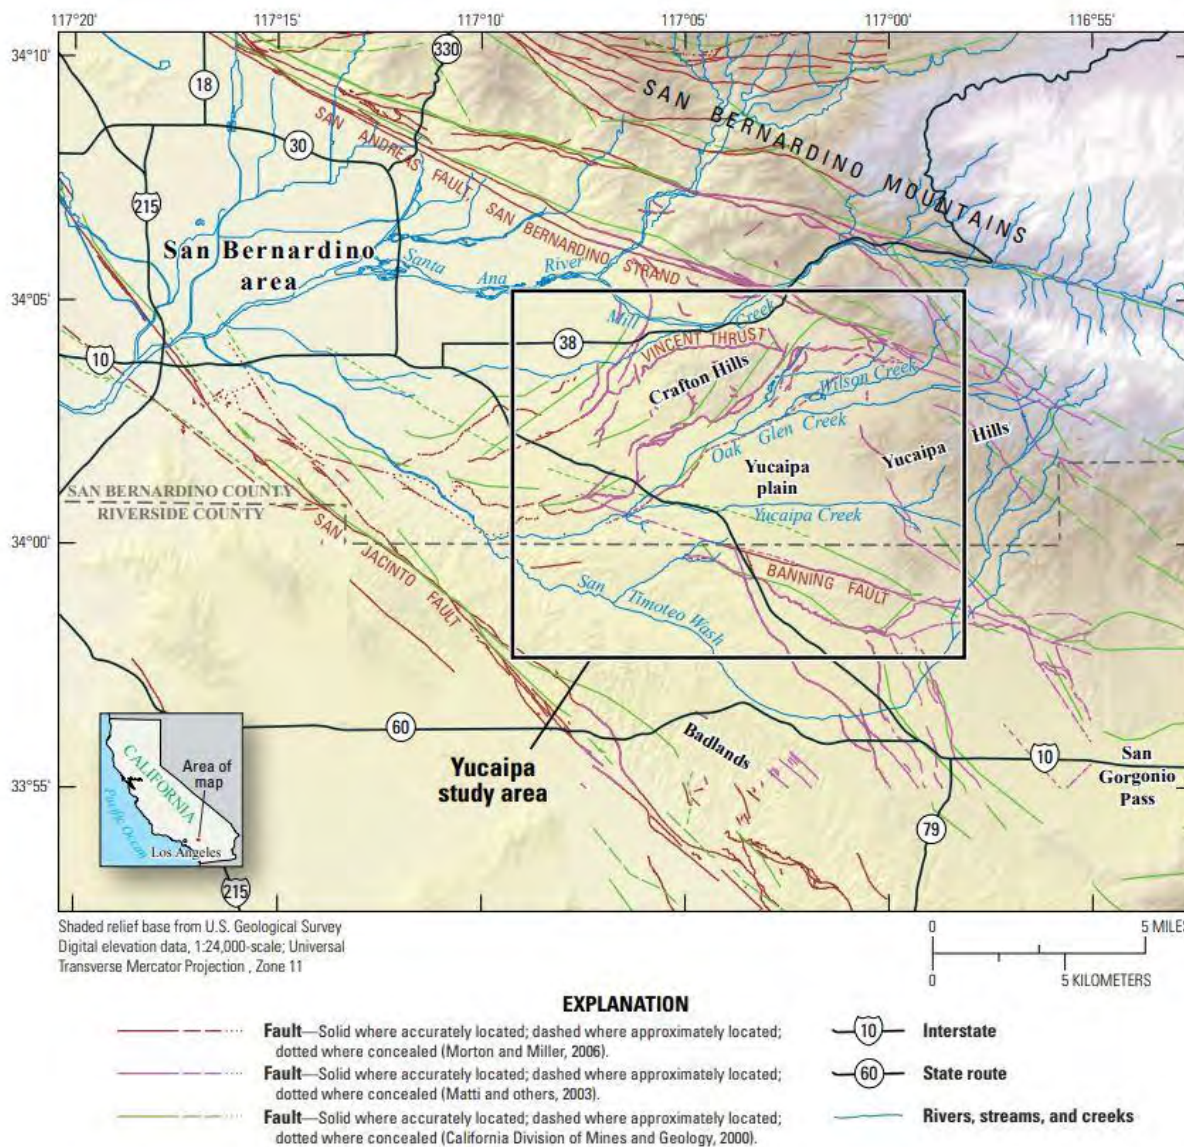 117°20'
117°15'
117°10'
117°05'
117°00'
116°55'
34°10'
330
18
SAN BERNARDINO MOUNTAINS
30
SAN ANDREAS FAULT, SAN BERNARDINO STRAND
215
San Bernardino
area
Santa Ana River
34°05'
Mill Creek
38
VINCENT THRUST
10
Crafton Hills
Wilson Creek
Oak Glen Creek
Yucaipa Hills
Yucaipa
plain
SAN BERNARDINO COUNTY
RIVERSIDE COUNTY
Yucaipa Creek
34°00'
SAN JACINTO FAULT
BANNING FAULT
San Timoteo Wash
60
Badlands
Yucaipa
study area
10
San
Gorgonio
Pass
33°55'
79
CALIFORNIA
Area of
map
Pacific Ocean
Los Angeles
215
Shaded relief base from U.S. Geological Survey
Digital elevation data, 1:24,000-scale; Universal
Transverse Mercator Projection , Zone 11
0 5 MILES
0 5 KILOMETERS
EXPLANATION
Fault—Solid where accurately located; dashed where approximately located;
dotted where concealed (Morton and Miller, 2006).
Fault—Solid where accurately located; dashed where approximately located;
dotted where concealed (Matti and others, 2003).
Fault—Solid where accurately located; dashed where approximately located;
dotted where concealed (California Division of Mines and Geology, 2000).
10 Interstate
60 State route
Rivers, streams, and creeks